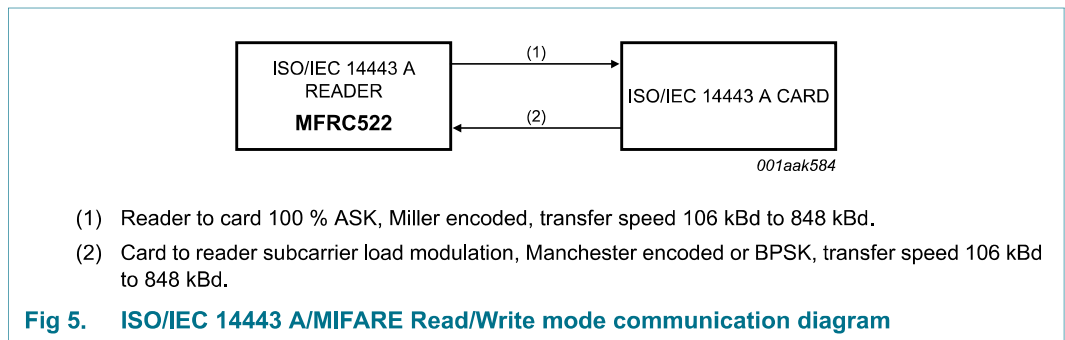 ISO/IEC 14443 A
READER
MFRC522
(1)
(2)
ISO/IEC 14443 A CARD
001aak584
(1) Reader to card 100 % ASK, Miller encoded, transfer speed 106 kBd to 848 kBd.
(2) Card to reader subcarrier load modulation, Manchester encoded or BPSK, transfer speed 106 kBd
to 848 kBd.
Fig 5. ISO/IEC 14443 A/MIFARE Read/Write mode communication diagram